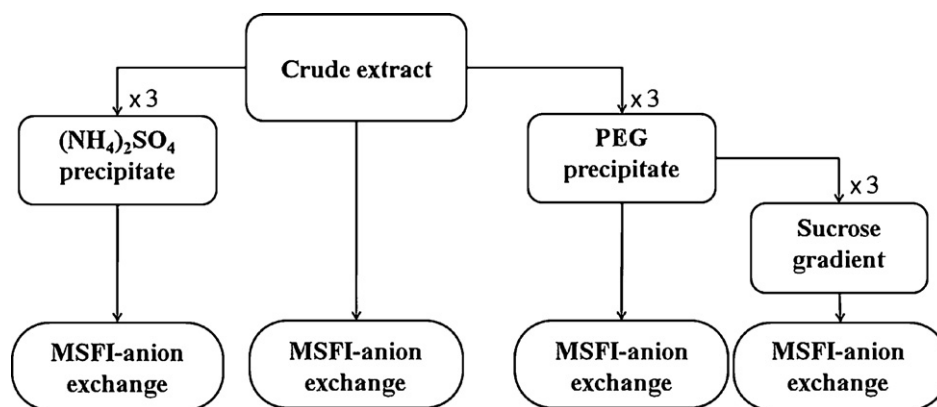 Crude extract
x 3
x 3
(NH₄)₂SO₄
precipitate
PEG
precipitate
x 3
Sucrose
gradient
MSFI-anion
exchange
MSFI-anion
exchange
MSFI-anion
exchange
MSFI-anion
exchange